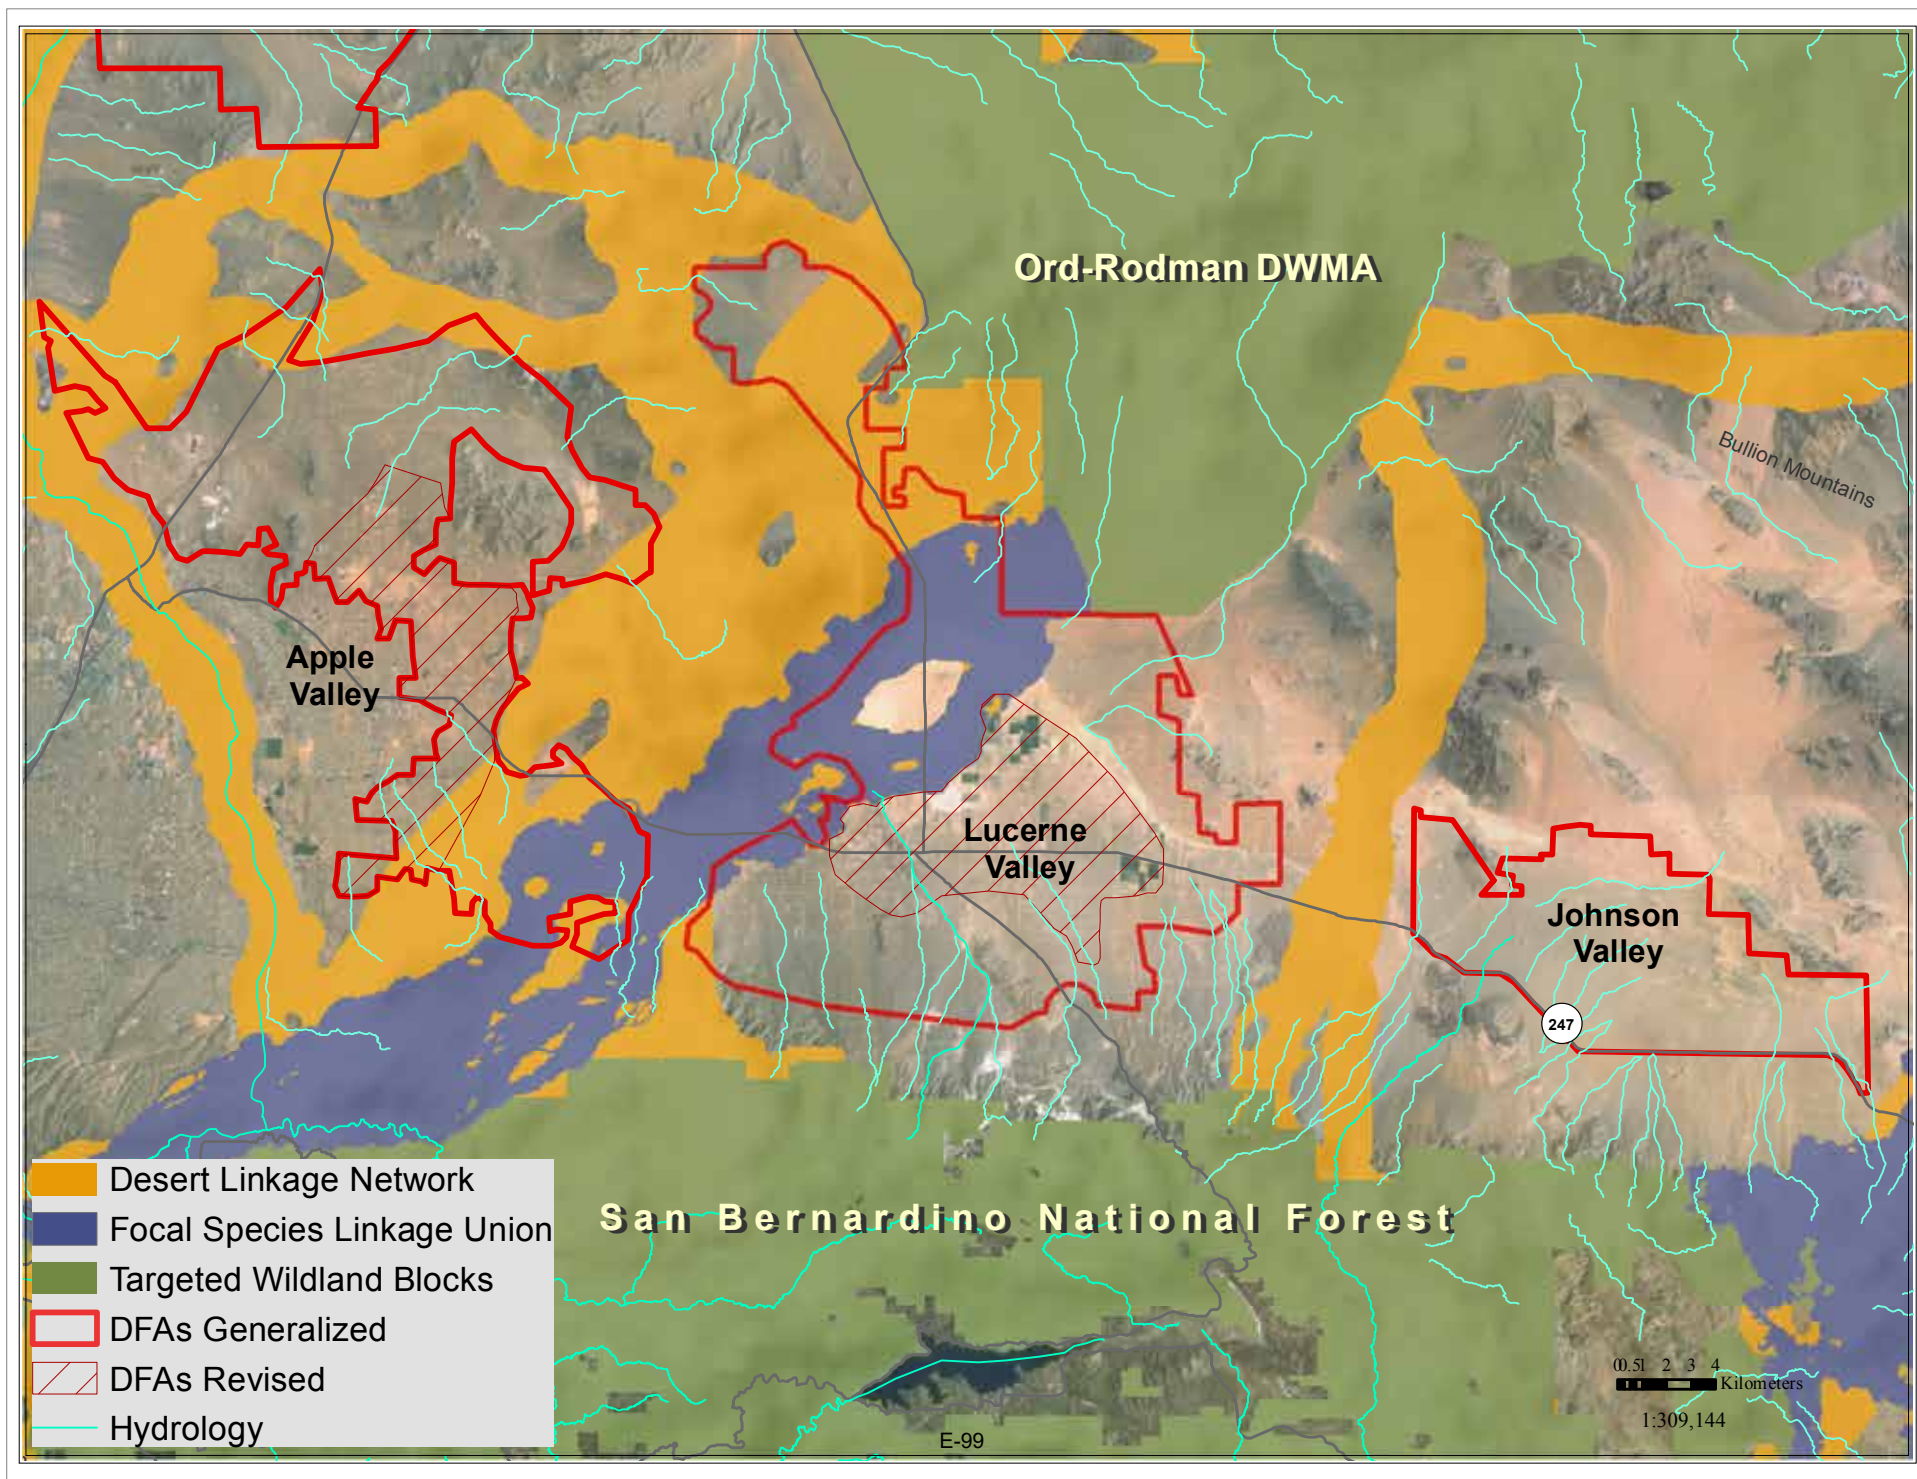 Ord-Rodman DWMA
Bullion Mountains
Apple
Valley
Lucerne
Valley
Johnson
Valley
247
Desert Linkage Network
Focal Species Linkage Union
Targeted Wildland Blocks
DFAs Generalized
DFAs Revised
Hydrology
San Bernardino National Forest
0 0.5 1 2 3 4
Kilometers
1:309,144
E-99